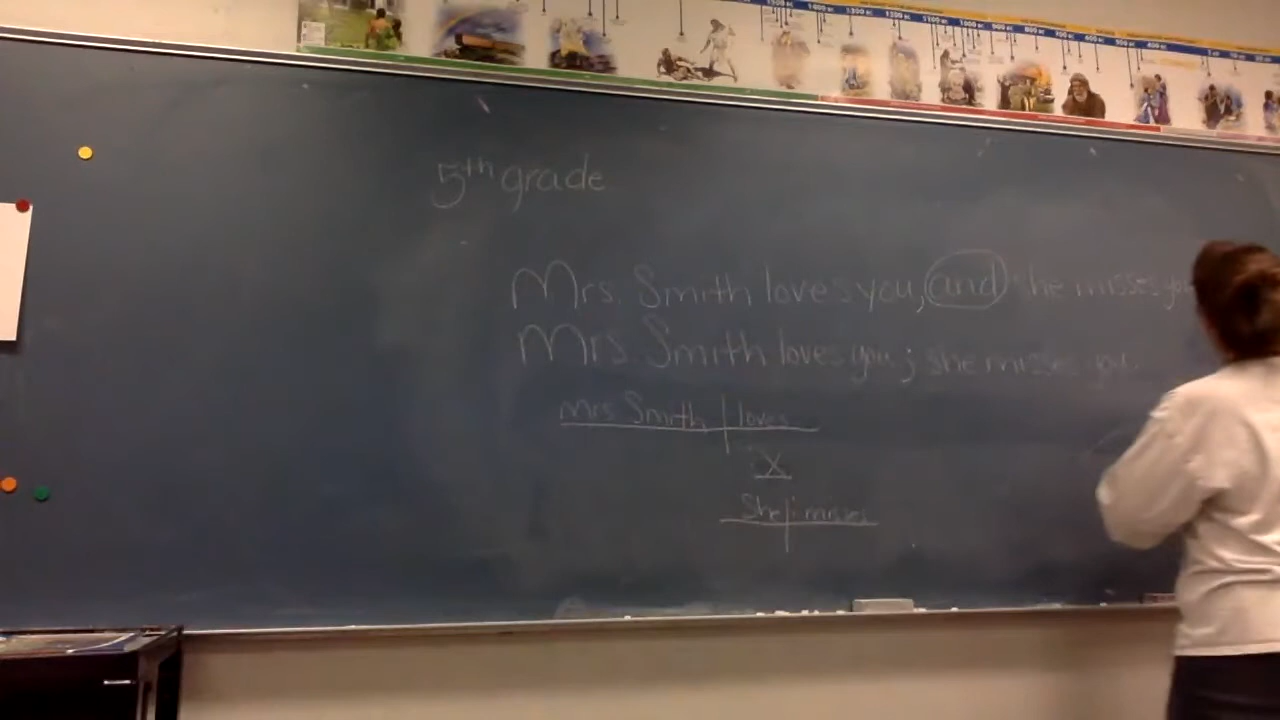 5th grade
Mrs. Smith loves you, and she misses you
Mrs. Smith loves you; she misses you.
Mrs Smith | loves
X
She | misses